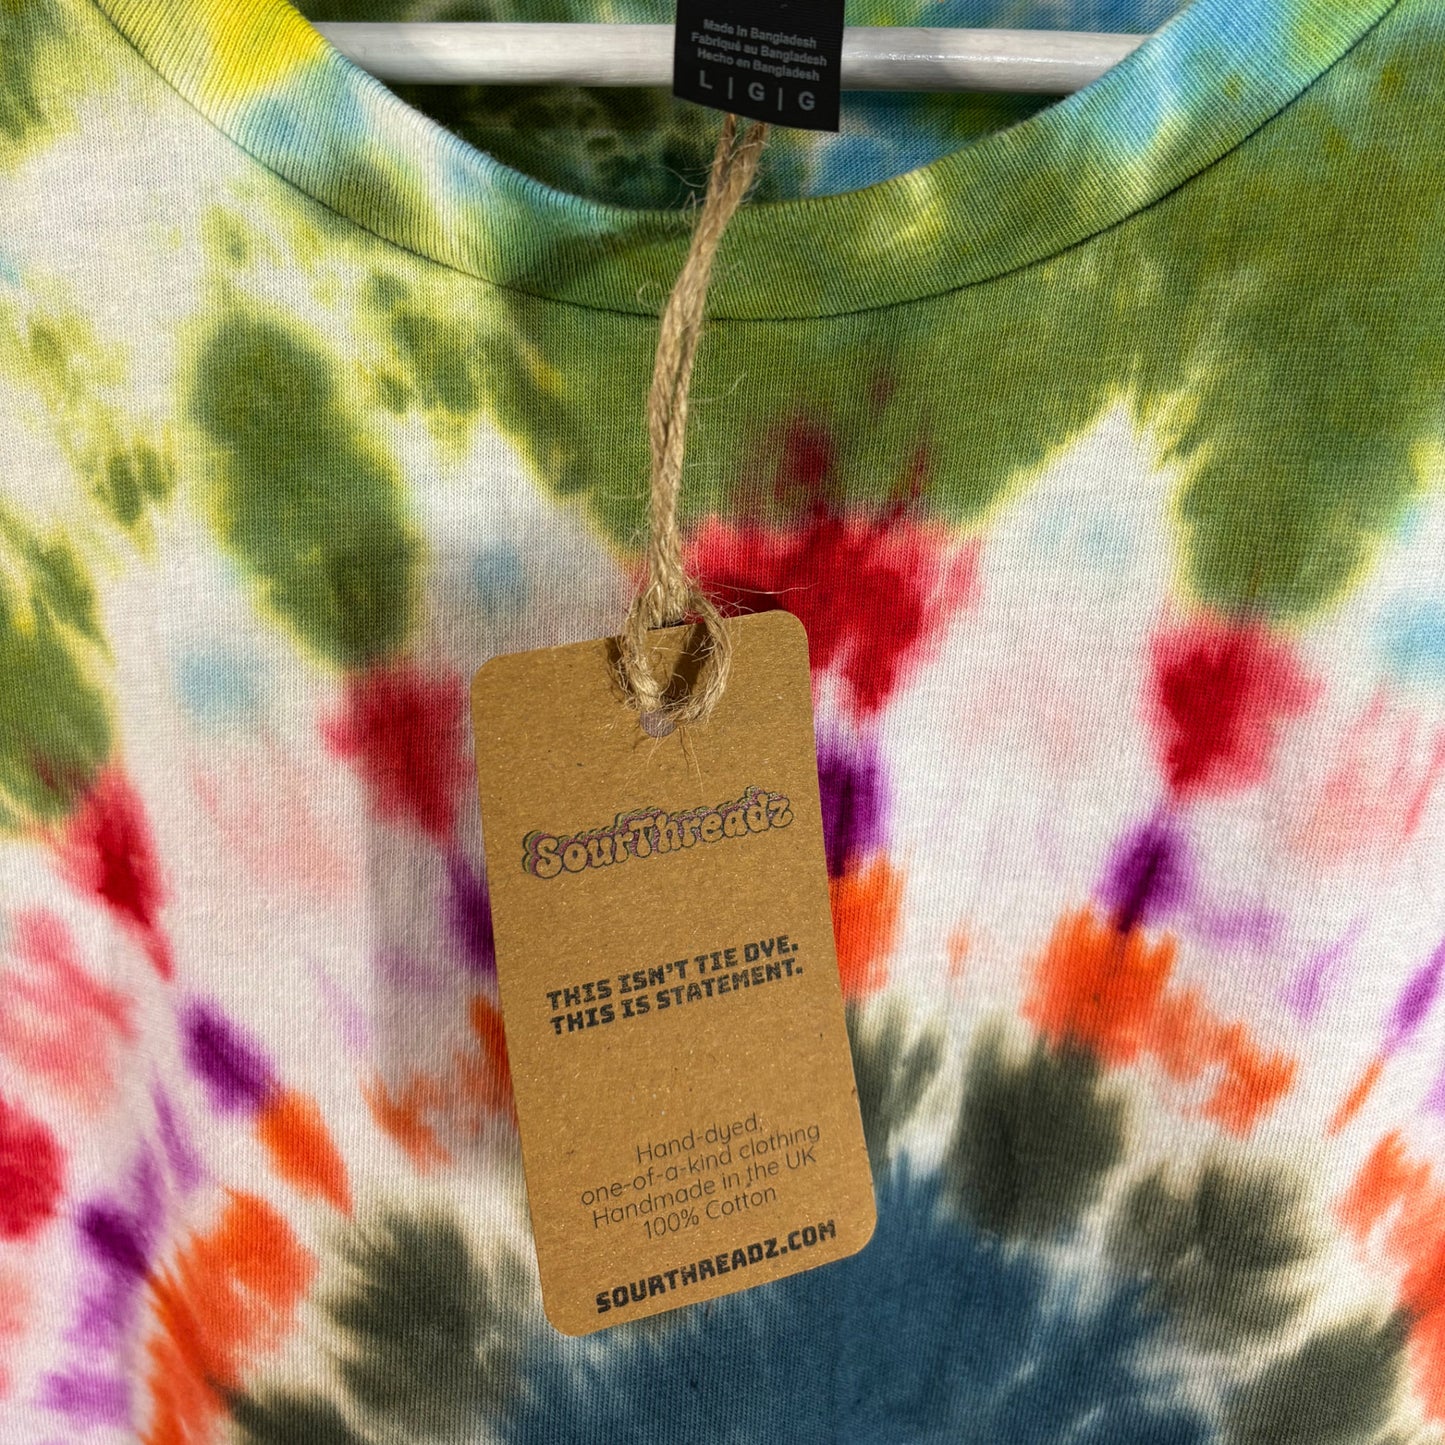 Made in Bangladesh
Fabriqué au Bangladesh
Hecho en Bangladesh
L | G | G
SourThreadz
THIS ISN'T TIE DYE.
THIS IS STATEMENT.
Hand-dyed,
one-of-a-kind clothing
Handmade in the UK
100% Cotton
SOURTHREADZ.COM